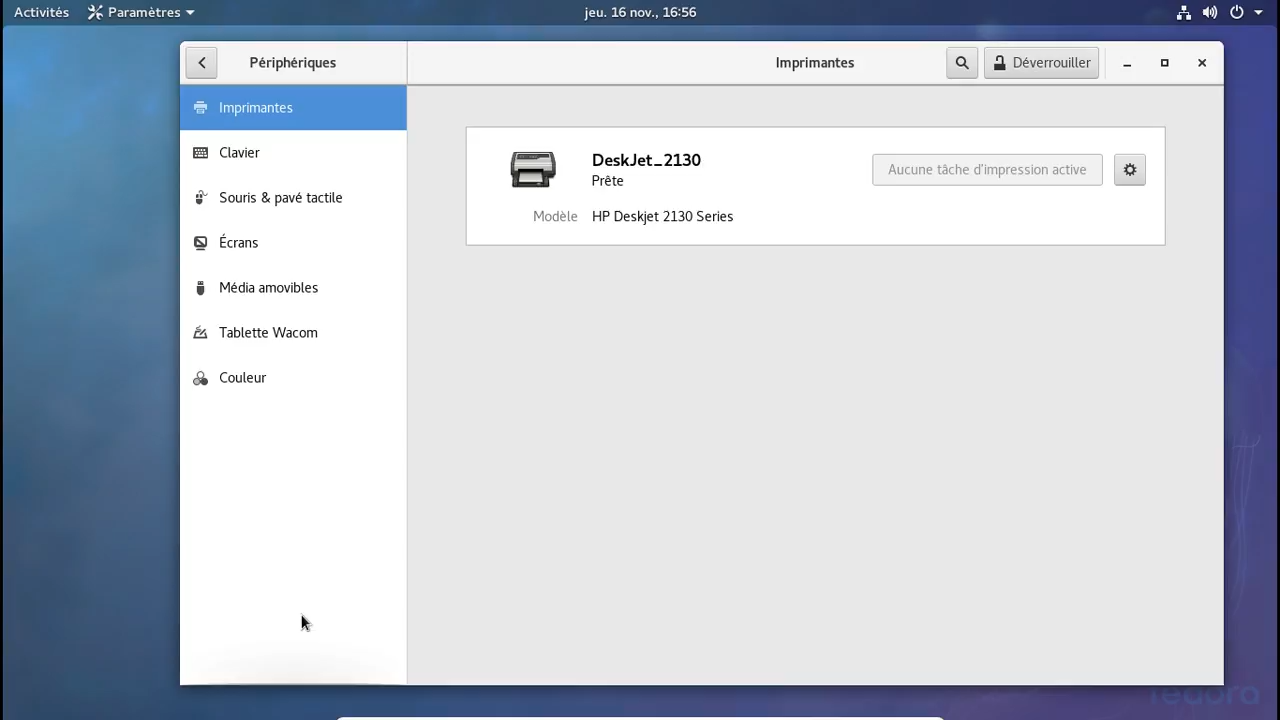 Activités Paramètres jeu. 16 nov., 16:56
Périphériques Imprimantes Déverrouiller
Imprimantes
Clavier
Souris & pavé tactile
Écrans
Média amovibles
Tablette Wacom
Couleur
DeskJet_2130
Prête
Aucune tâche d'impression active
Modèle HP Deskjet 2130 Series
fedora